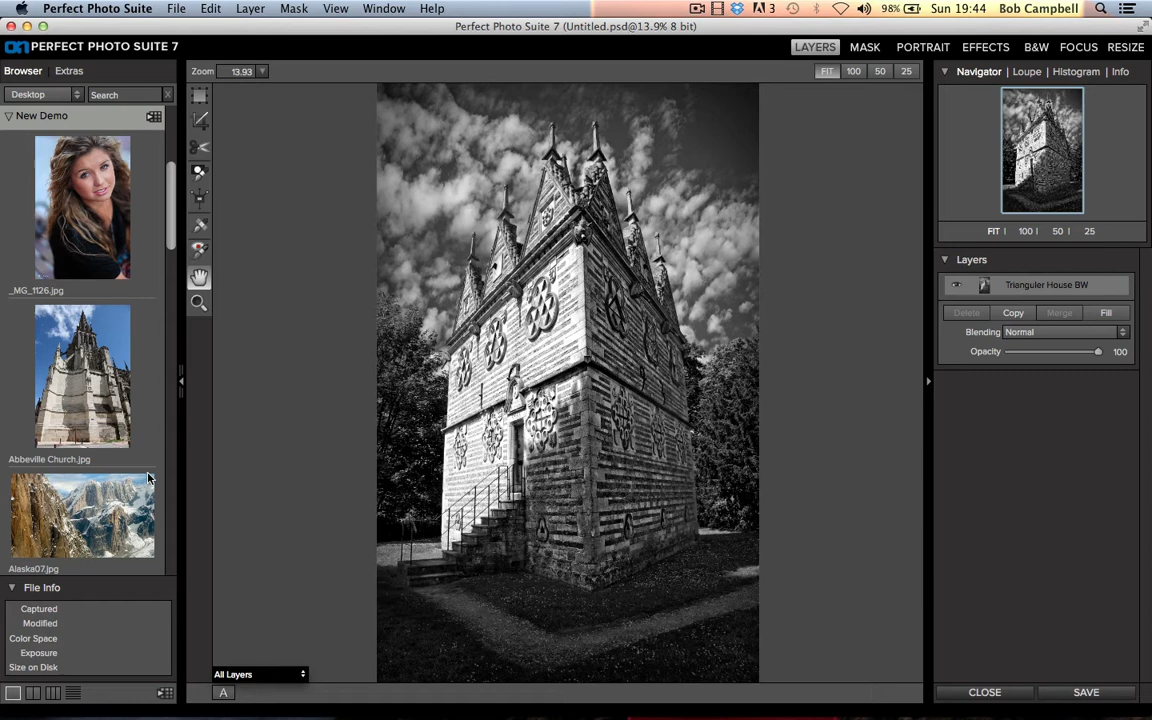 Perfect Photo Suite File Edit Layer Mask View Window Help 3 98% Sun 19:44 Bob Campbell
PERFECT PHOTO SUITE 7 (Untitled.psd@13.9% 8 bit)
on PERFECT PHOTO SUITE 7 LAYERS MASK PORTRAIT EFFECTS B&W FOCUS RESIZE
Browser Extras Zoom 13.93 FIT 100 50 25 Navigator | Loupe | Histogram | Info
Desktop Search X
New Demo
_MG_1126.jpg
Abbeville Church.jpg
Alaska07.jpg
File Info
Captured
Modified
Color Space
Exposure
Size on Disk
All Layers
A
FIT | 100 | 50 | 25
Layers
Trianguler House BW
Delete Copy Merge Fill
Blending Normal
Opacity 100
CLOSE SAVE